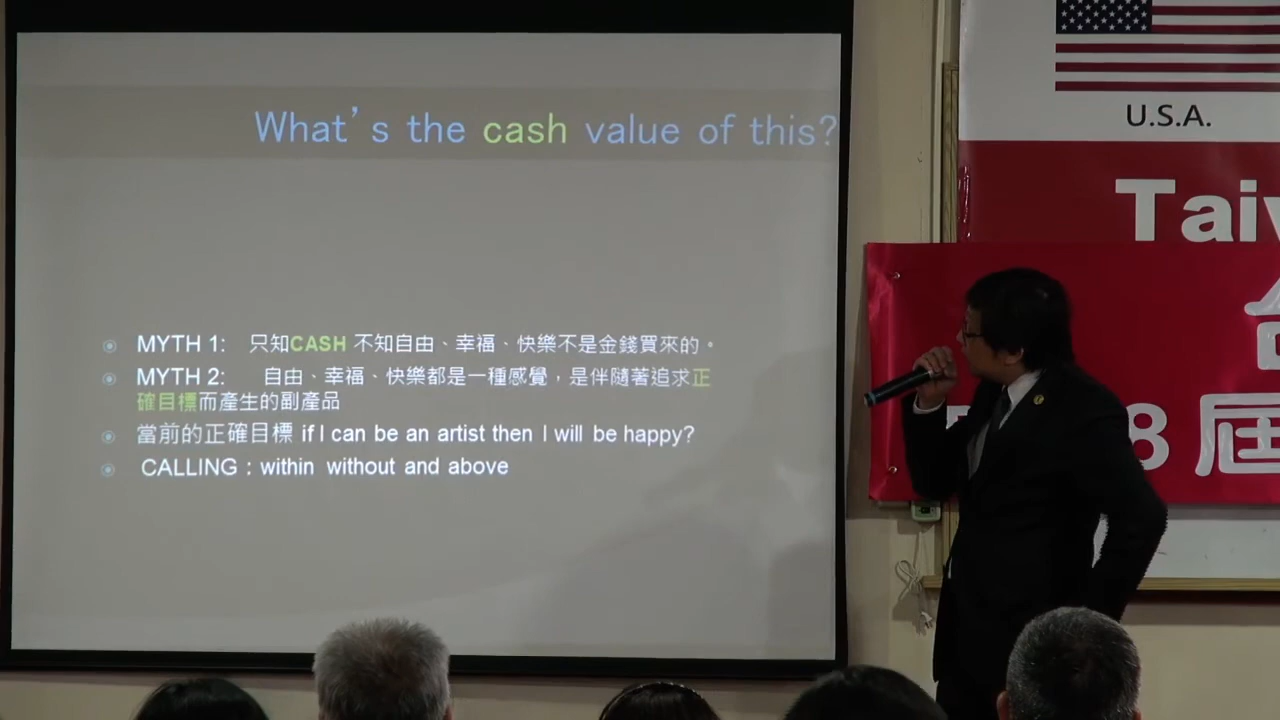 What's the cash value of this?
MYTH 1: 只知CASH 不知自由、幸福、快樂不是金錢買來的。
MYTH 2: 自由、幸福、快樂都是一種感覺，是伴隨著追求正
確目標而產生的副產品
當前的正確目標 if I can be an artist then I will be happy?
CALLING : within without and above
U.S.A.
Tai
8 屆